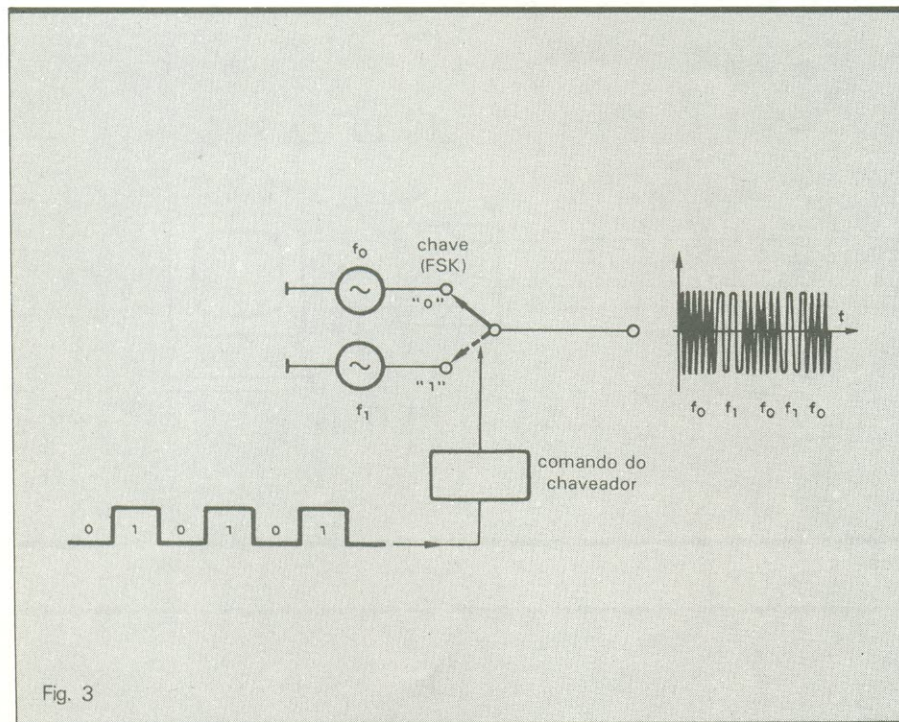 f₀
chave
(FSK)
"0"
"1"
f₁
t
f₀ f₁ f₀ f₁ f₀
comando do
chaveador
0 1 0 1 0 1
Fig. 3